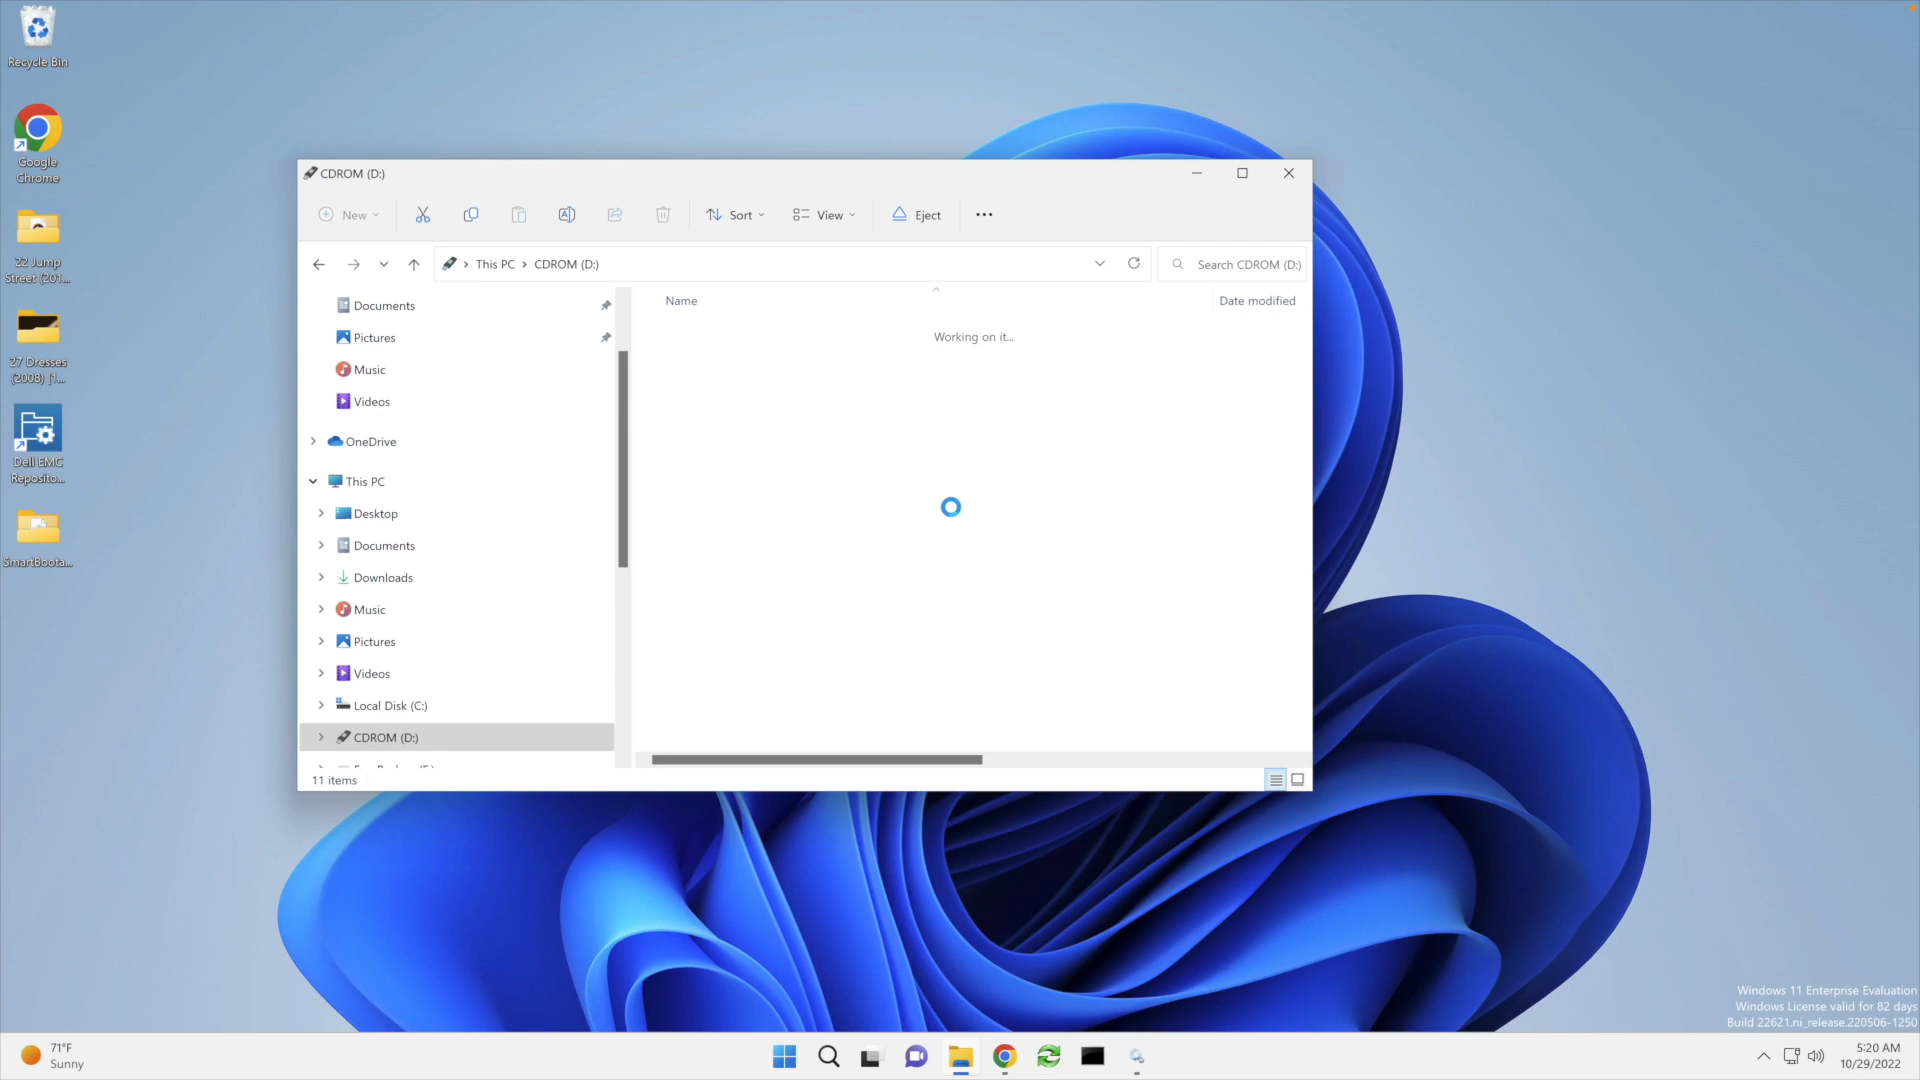 Recycle Bin
Google
Chrome
22 Jump
Street (201...
27 Dresses
(2008) [1...
Dell EMC
Reposito...
SmartBoota...
CDROM (D:)
New
Sort
View
Eject
This PC
CDROM (D:)
Search CDROM (D:)
Documents
Pictures
Music
Videos
OneDrive
This PC
Desktop
Documents
Downloads
Music
Pictures
Videos
Local Disk (C:)
CDROM (D:)
Name
Date modified
Working on it...
11 items
Windows 11 Enterprise Evaluation
Windows License valid for 82 days
Build 22621.ni_release.220506-1250
71°F
Sunny
5:20 AM
10/29/2022